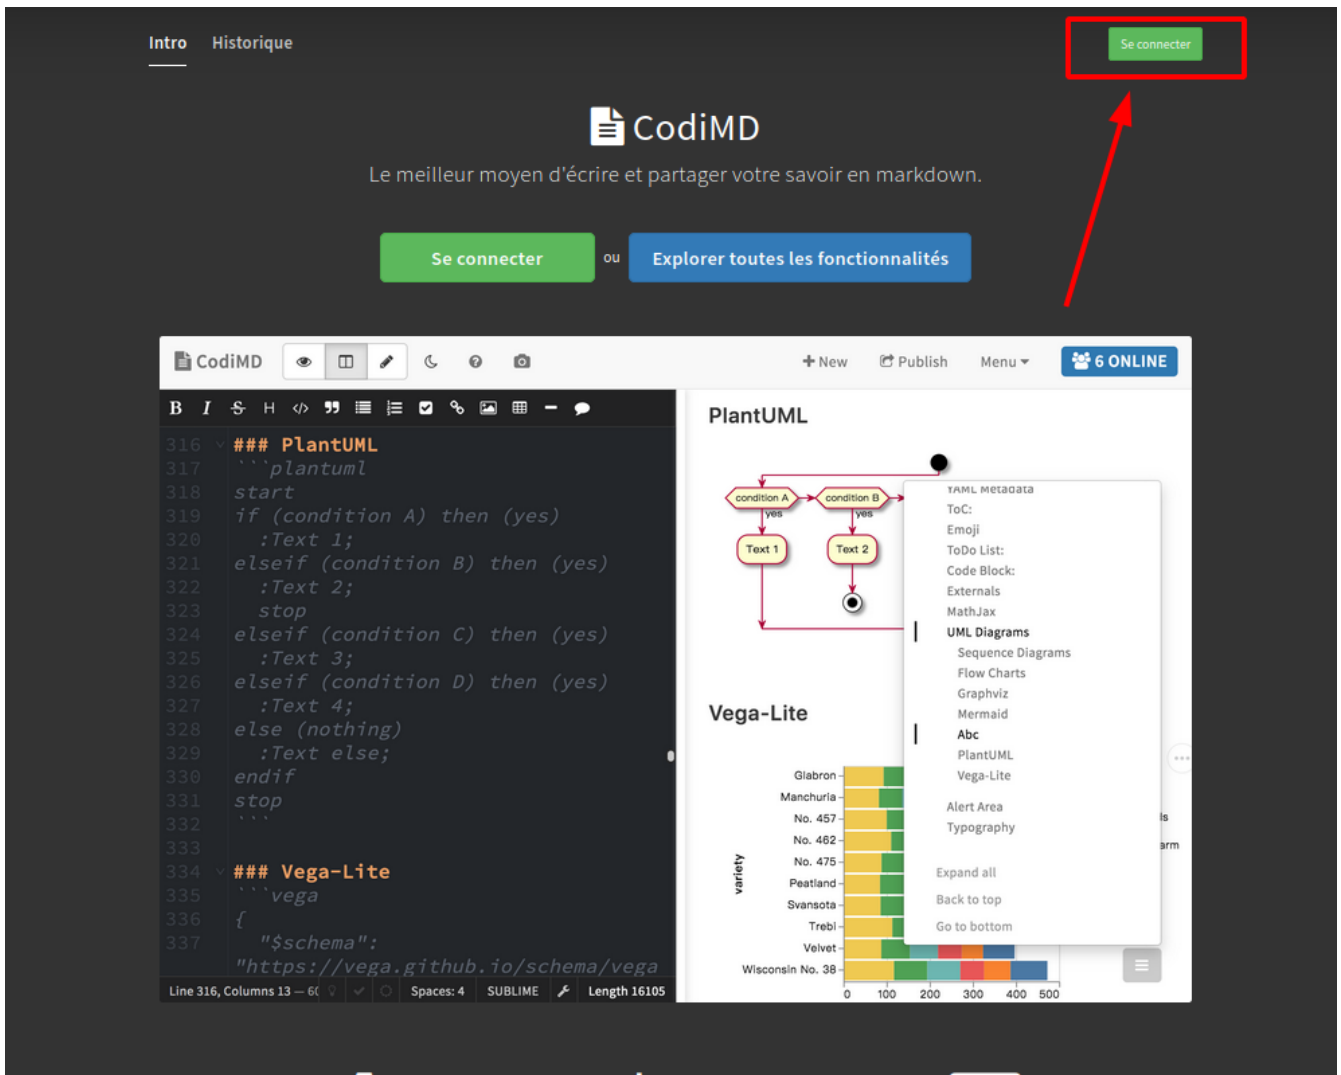 Intro Historique
Se connecter
CodiMD
Le meilleur moyen d'écrire et partager votre savoir en markdown.
Se connecter ou Explorer toutes les fonctionnalités
CodiMD
+ New Publish Menu 6 ONLINE
B I S H </>
316 ### PlantUML
317 ```plantuml
318 start
319 if (condition A) then (yes)
320 :Text 1;
321 elseif (condition B) then (yes)
322 :Text 2;
323 stop
324 elseif (condition C) then (yes)
325 :Text 3;
326 elseif (condition D) then (yes)
327 :Text 4;
328 else (nothing)
329 :Text else;
330 endif
331 stop
332 ```
333
334 ### Vega-Lite
335 ```vega
336 {
337 "$schema":
"https://vega.github.io/schema/vega
Line 316, Columns 13 — 60 Spaces: 4 SUBLIME Length 16105
PlantUML
condition A condition B
yes yes
Text 1 Text 2
YAML Metadata
ToC:
Emoji
ToDo List:
Code Block:
Externals
MathJax
UML Diagrams
Sequence Diagrams
Flow Charts
Graphviz
Mermaid
Abc
PlantUML
Vega-Lite
Alert Area
Typography
Expand all
Back to top
Go to bottom
Vega-Lite
variety
Glabron
Manchuria
No. 457
No. 462
No. 475
Peatland
Svansota
Trebi
Velvet
Wisconsin No. 38
0 100 200 300 400 500